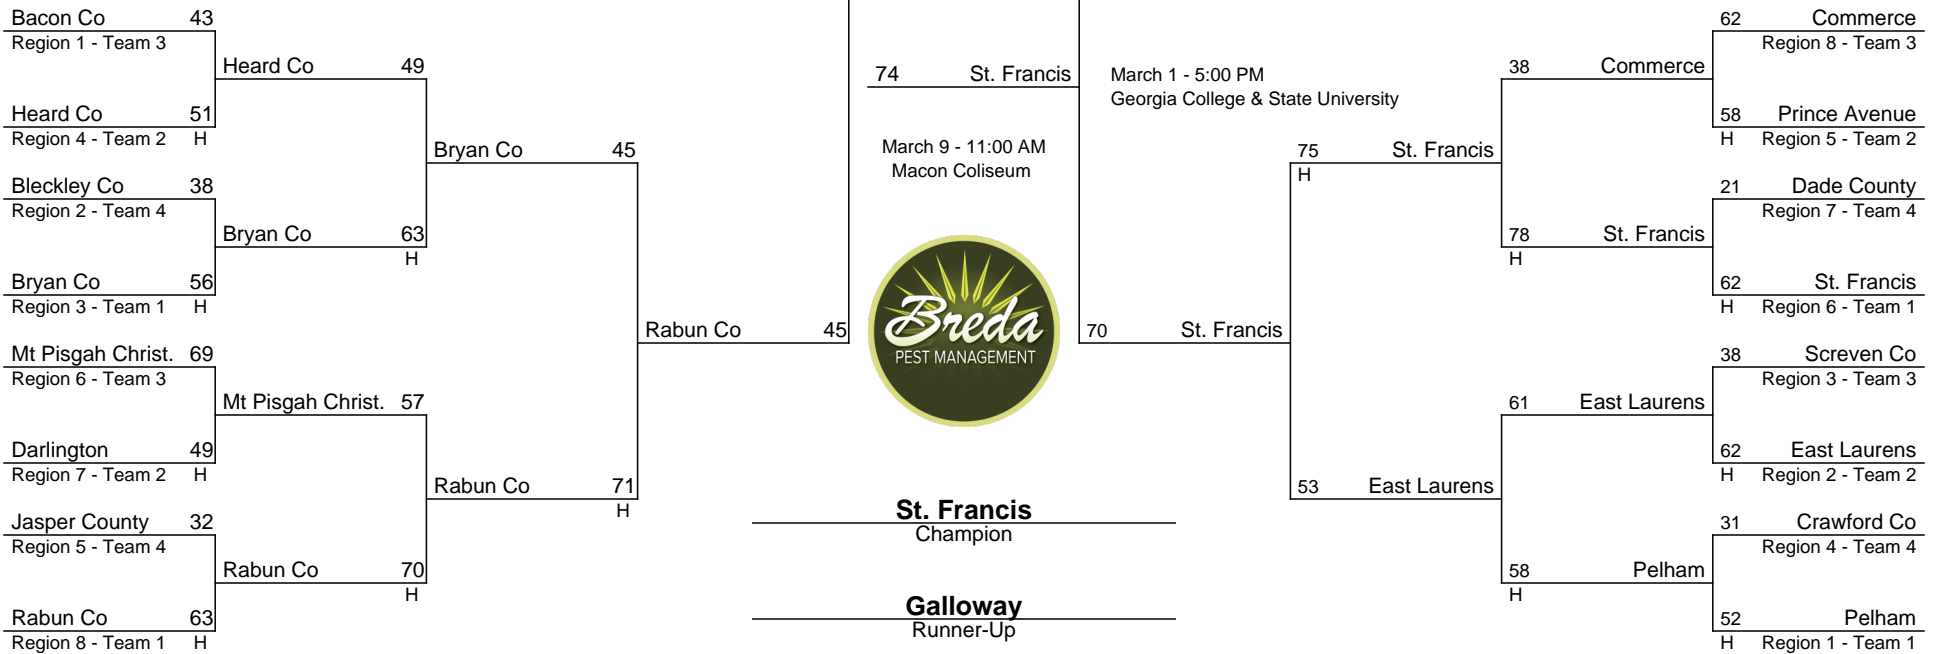 Bacon Co 43
Region 1 - Team 3
Heard Co 49
Heard Co 51
Region 4 - Team 2 H
Bryan Co 45
Bleckley Co 38
Region 2 - Team 4
Bryan Co 63
H
Bryan Co 56
Region 3 - Team 1 H
Rabun Co 45
Mt Pisgah Christ. 69
Region 6 - Team 3
Mt Pisgah Christ. 57
Darlington 49
Region 7 - Team 2 H
Rabun Co 71
H
Jasper County 32
Region 5 - Team 4
Rabun Co 70
H
Rabun Co 63
Region 8 - Team 1 H
74 St. Francis
March 9 - 11:00 AM
Macon Coliseum
Breda
PEST MANAGEMENT
St. Francis
Champion
Galloway
Runner-Up
March 1 - 5:00 PM
Georgia College & State University
70 St. Francis
75 St. Francis
H
53 East Laurens
38 Commerce
78 St. Francis
H
61 East Laurens
58 Pelham
H
62 Commerce
Region 8 - Team 3
58 Prince Avenue
H Region 5 - Team 2
21 Dade County
Region 7 - Team 4
62 St. Francis
H Region 6 - Team 1
38 Screven Co
Region 3 - Team 3
62 East Laurens
H Region 2 - Team 2
31 Crawford Co
Region 4 - Team 4
52 Pelham
H Region 1 - Team 1